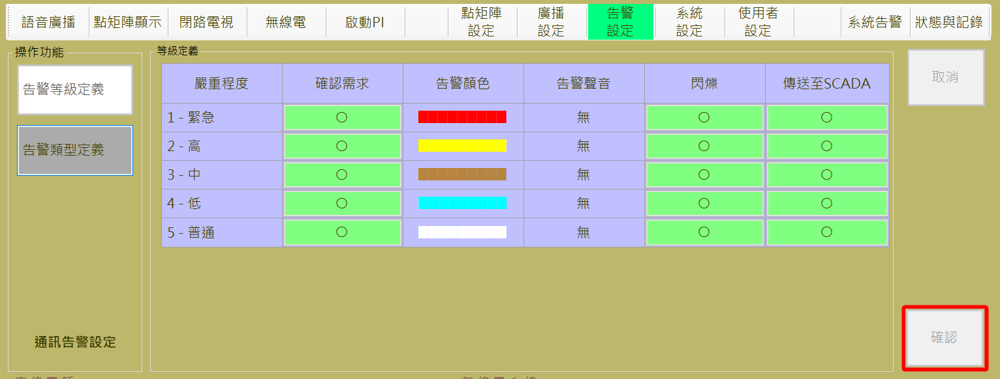 語音廣播 點矩陣顯示 閉路電視 無線電 啟動PI 點矩陣設定 廣播設定 告警設定 系統設定 使用者設定 系統告警 狀態與記錄
操作功能
告警等級定義
告警類型定義
通訊告警設定
等級定義
嚴重程度 確認需求 告警顏色 告警聲音 閃爍 傳送至SCADA
1 - 緊急 ○ 無 ○ ○
2 - 高 ○ 無 ○ ○
3 - 中 ○ 無 ○ ○
4 - 低 ○ 無 ○ ○
5 - 普通 ○ 無 ○ ○
取消
確認